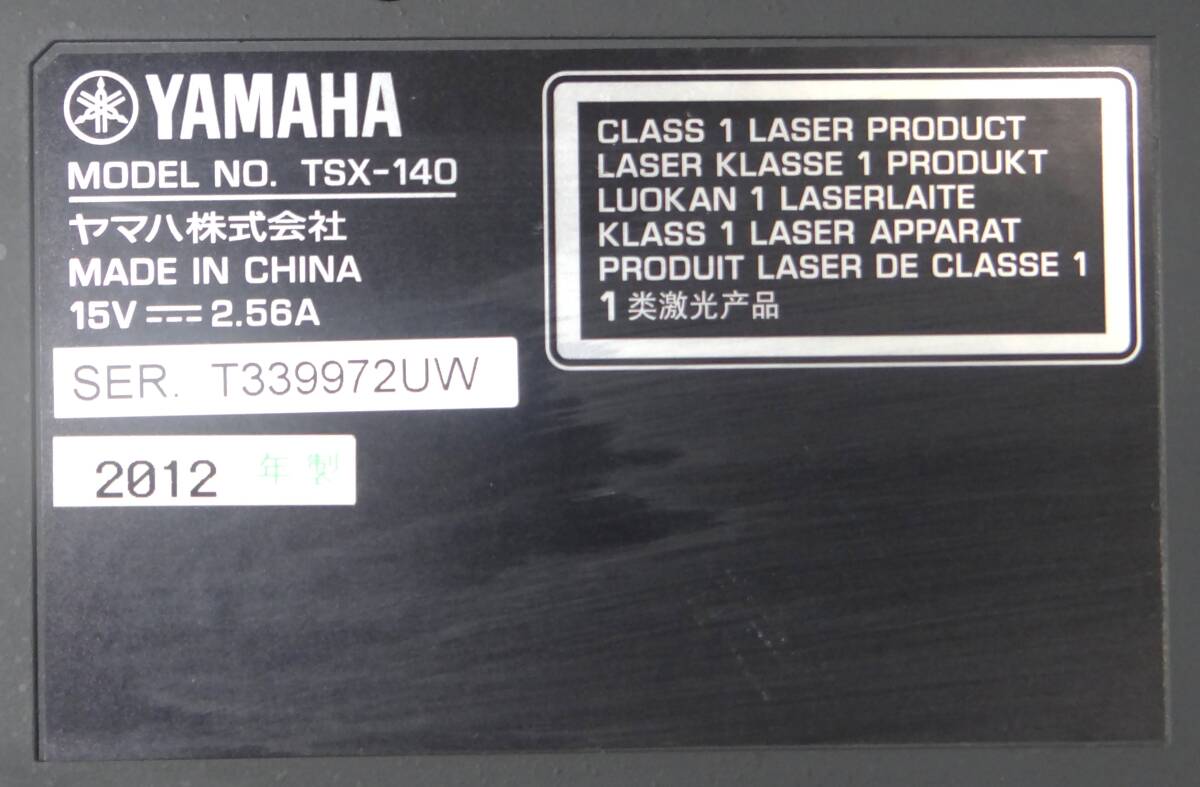 YAMAHA
MODEL NO. TSX-140
ヤマハ株式会社
MADE IN CHINA
15V ⎓ 2.56A
SER. T339972UW
2012 年製
CLASS 1 LASER PRODUCT
LASER KLASSE 1 PRODUKT
LUOKAN 1 LASERLAITE
KLASS 1 LASER APPARAT
PRODUIT LASER DE CLASSE 1
1 类激光产品